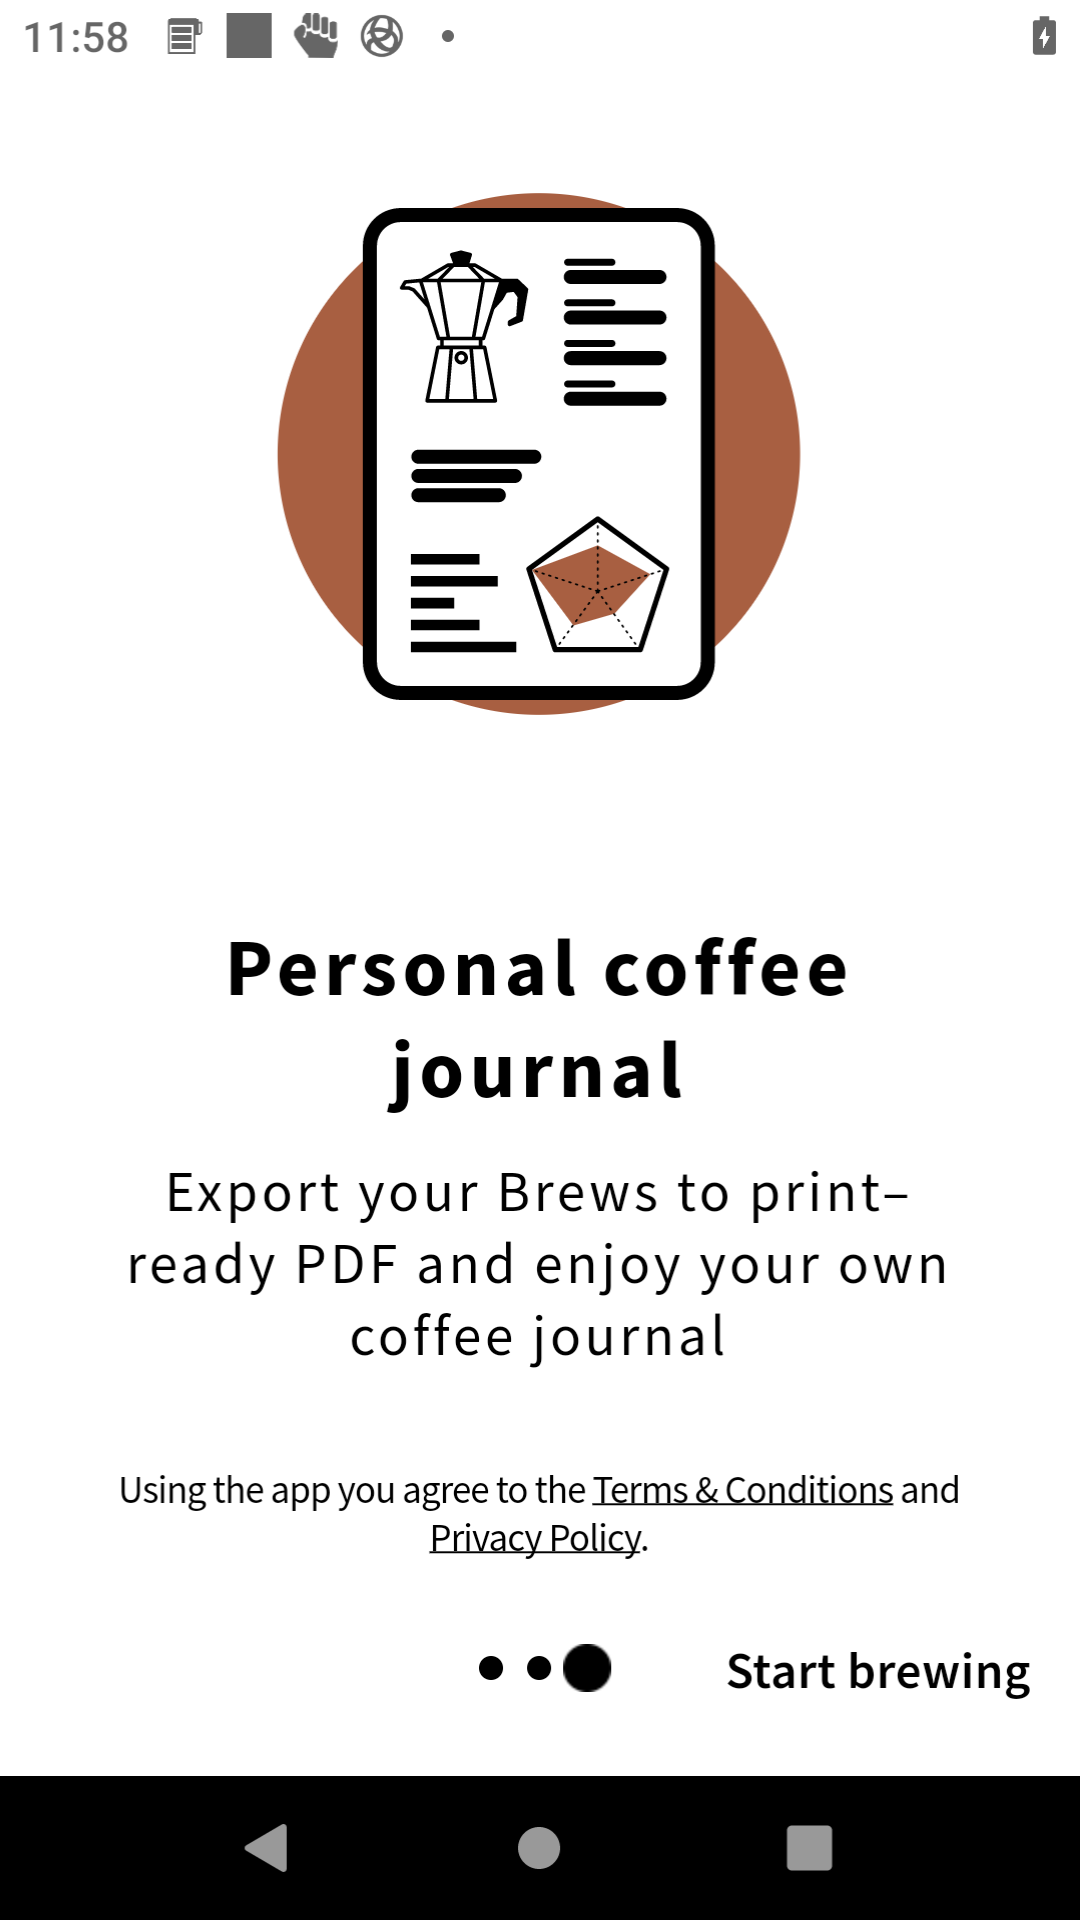 11:58
Personal coffee
journal
Export your Brews to print–
ready PDF and enjoy your own
coffee journal
Using the app you agree to the Terms & Conditions and
Privacy Policy.
Start brewing